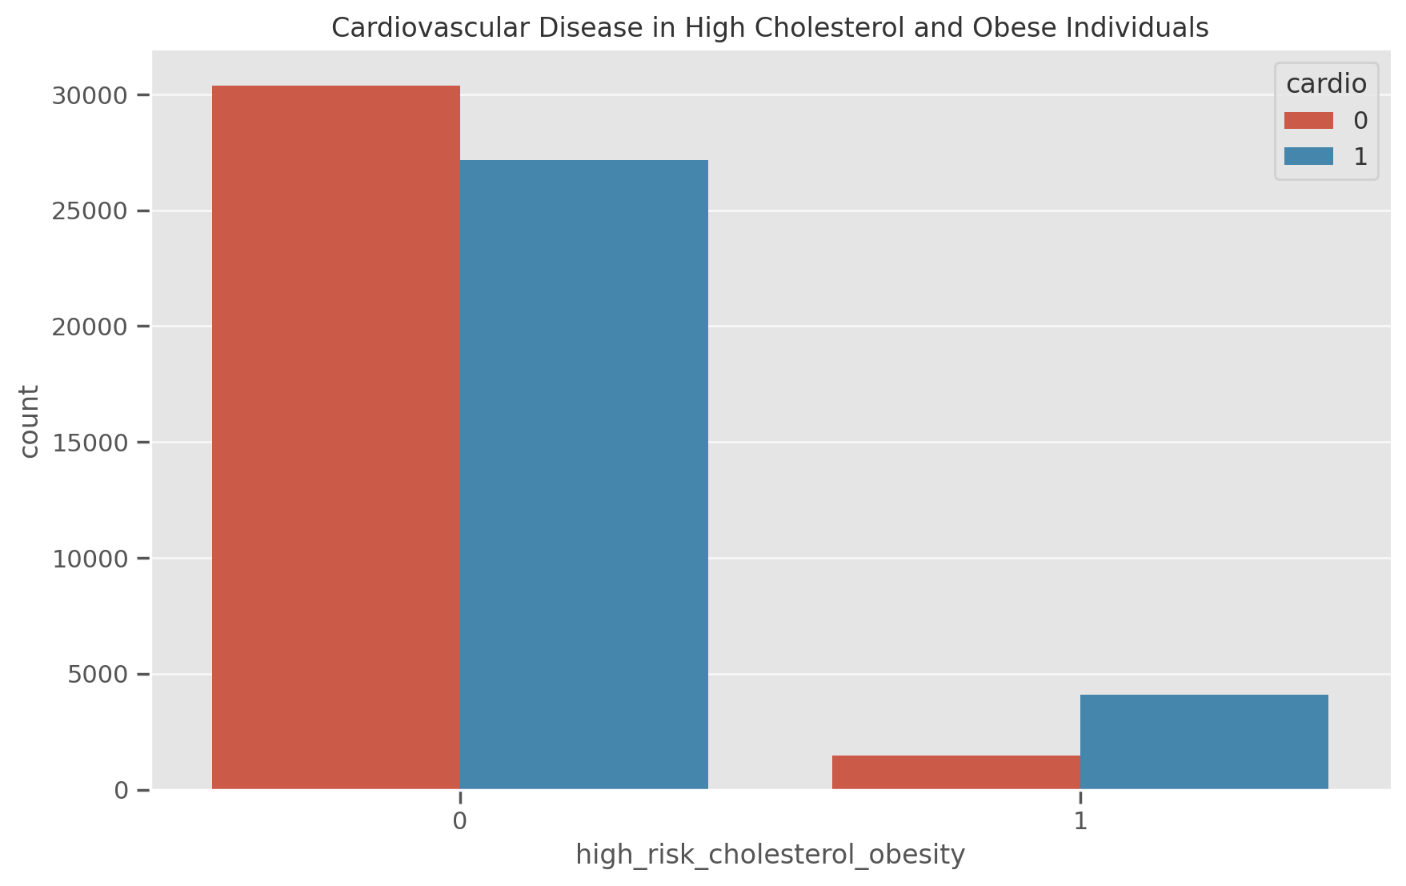 Cardiovascular Disease in High Cholesterol and Obese Individuals
cardio
0
1
30000
25000
20000
15000
10000
5000
0
count
0
1
high_risk_cholesterol_obesity